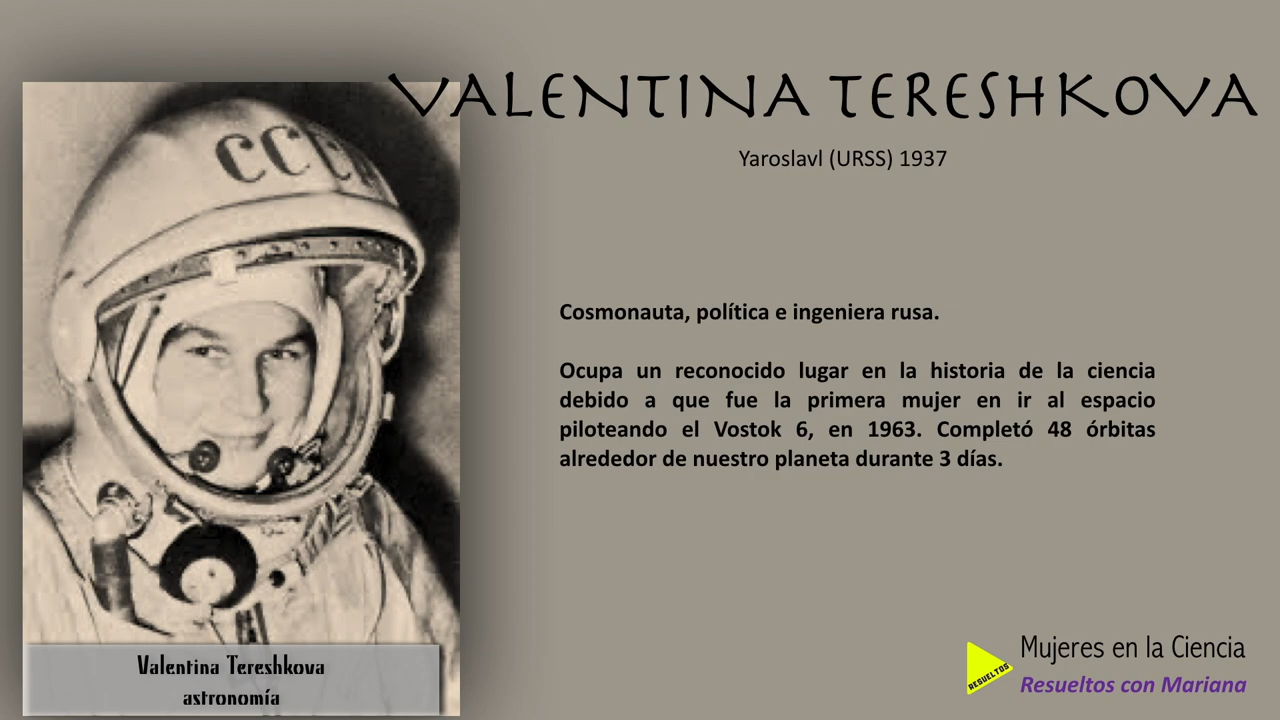 VALENTINA TERESHKOVA
Yaroslavl (URSS) 1937
CCCP
Cosmonauta, política e ingeniera rusa.
Ocupa un reconocido lugar en la historia de la ciencia
debido a que fue la primera mujer en ir al espacio
piloteando el Vostok 6, en 1963. Completó 48 órbitas
alrededor de nuestro planeta durante 3 días.
Valentina Tereshkova
astronomía
Mujeres en la Ciencia
RESUELTOS
Resueltos con Mariana